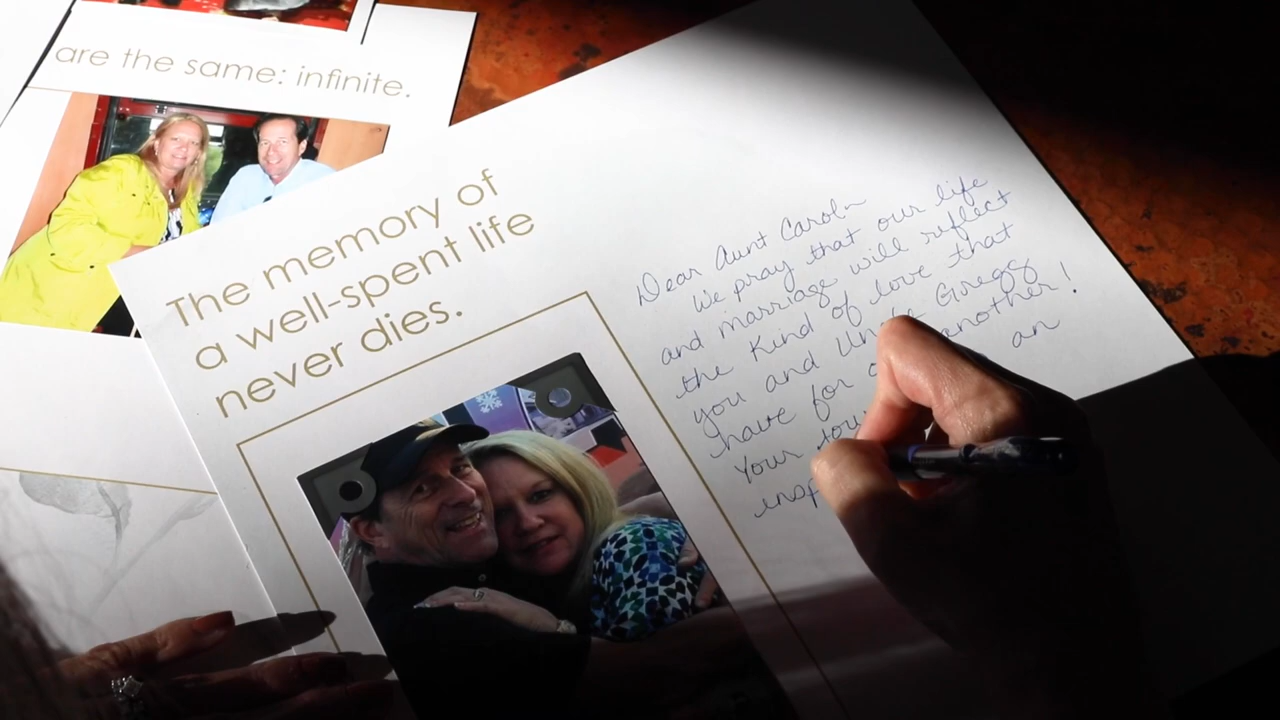 are the same: infinite.
The memory of
a well-spent life
never dies.
Dear Aunt Carol
We pray that our life
and marriage will reflect
the kind of love that
you and Uncle Gregg
have for another!
Your an